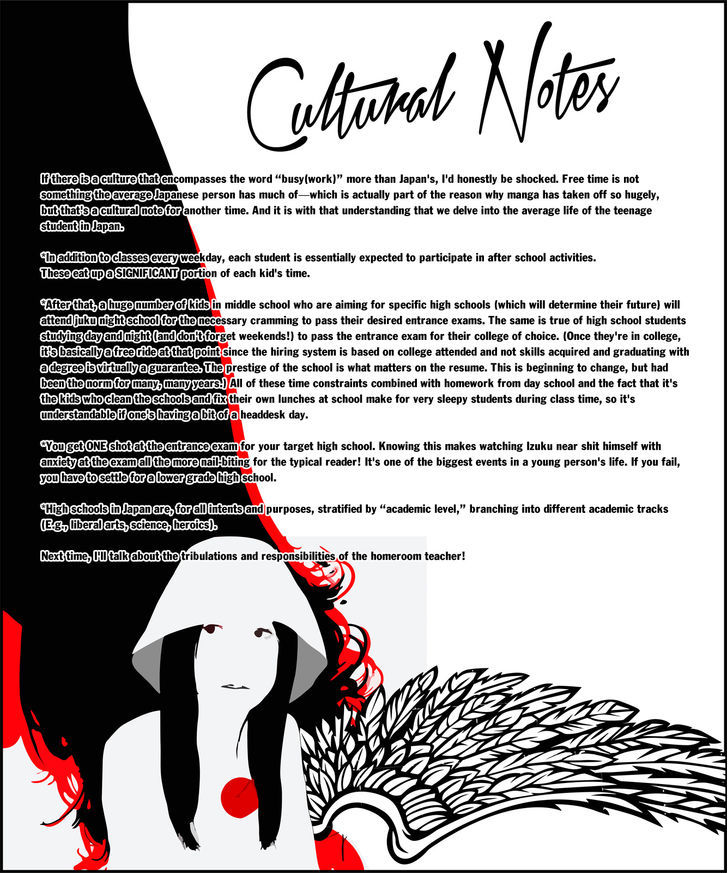 Cultural Notes
If there is a culture that encompasses the word “busy(work)” more than Japan's, I'd honestly be shocked. Free time is not
something the average Japanese person has much of—which is actually part of the reason why manga has taken off so hugely,
but that's a cultural note for another time. And it is with that understanding that we delve into the average life of the teenage
student in Japan.
*In addition to classes every weekday, each student is essentially expected to participate in after school activities.
These eat up a SIGNIFICANT portion of each kid's time.
*After that, a huge number of kids in middle school who are aiming for specific high schools (which will determine their future) will
attend juku night school for the necessary cramming to pass their desired entrance exams. The same is true of high school students
studying day and night (and don't forget weekends!) to pass the entrance exam for their college of choice. (Once they're in college,
it's basically a free ride at that point since the hiring system is based on college attended and not skills acquired and graduating with
a degree is virtually a guarantee. The prestige of the school is what matters on the resume. This is beginning to change, but had
been the norm for many, many years.) All of these time constraints combined with homework from day school and the fact that it's
the kids who clean the schools and fix their own lunches at school make for very sleepy students during class time, so it's
understandable if one's having a bit of a headdesk day.
*You get ONE shot at the entrance exam for your target high school. Knowing this makes watching Izuku near shit himself with
anxiety at the exam all the more nail-biting for the typical reader! It's one of the biggest events in a young person's life. If you fail,
you have to settle for a lower grade high school.
*High schools in Japan are, for all intents and purposes, stratified by “academic level,” branching into different academic tracks
(E.g., liberal arts, science, heroics).
Next time, I'll talk about the tribulations and responsibilities of the homeroom teacher!